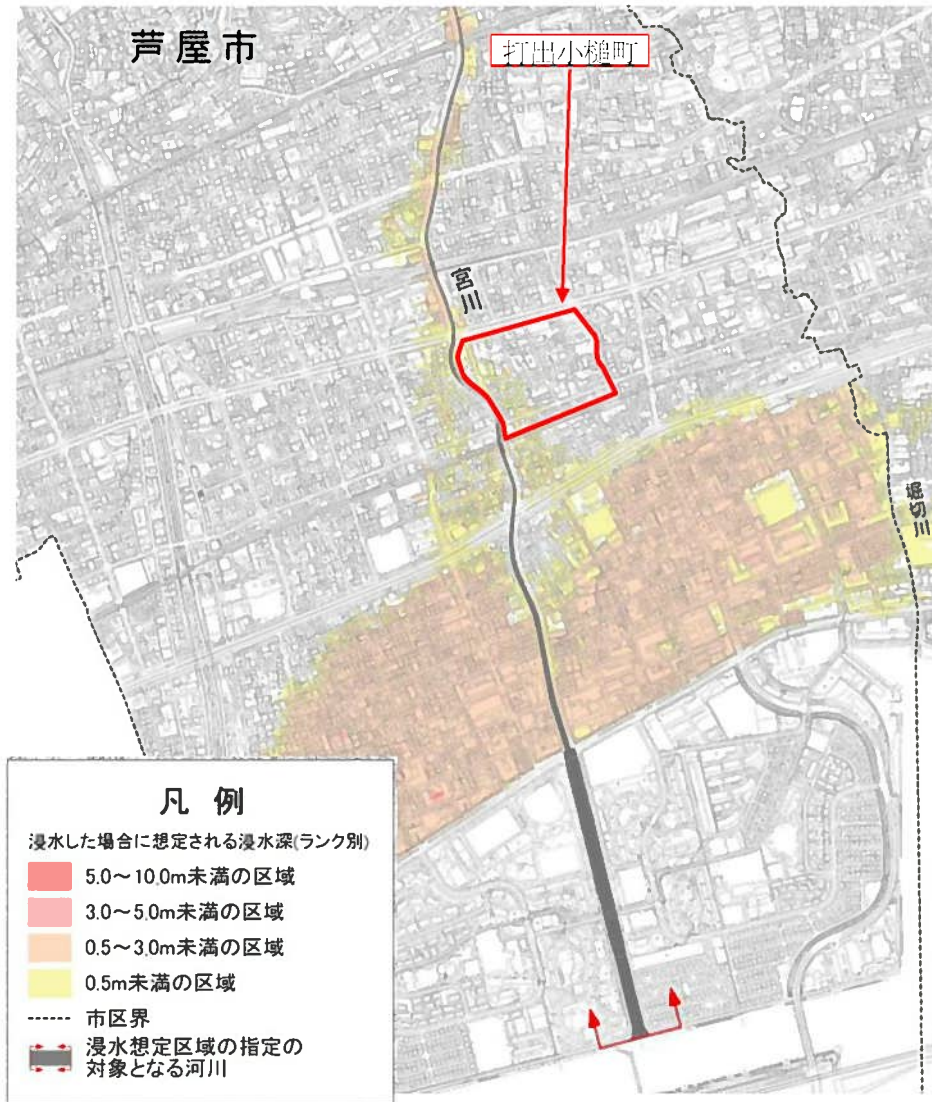 芦屋市
打出小槌町
宮川
堀切川
凡 例
浸水した場合に想定される浸水深(ランク別)
5.0～10.0m未満の区域
3.0～5.0m未満の区域
0.5～3.0m未満の区域
0.5m未満の区域
市区界
浸水想定区域の指定の
対象となる河川